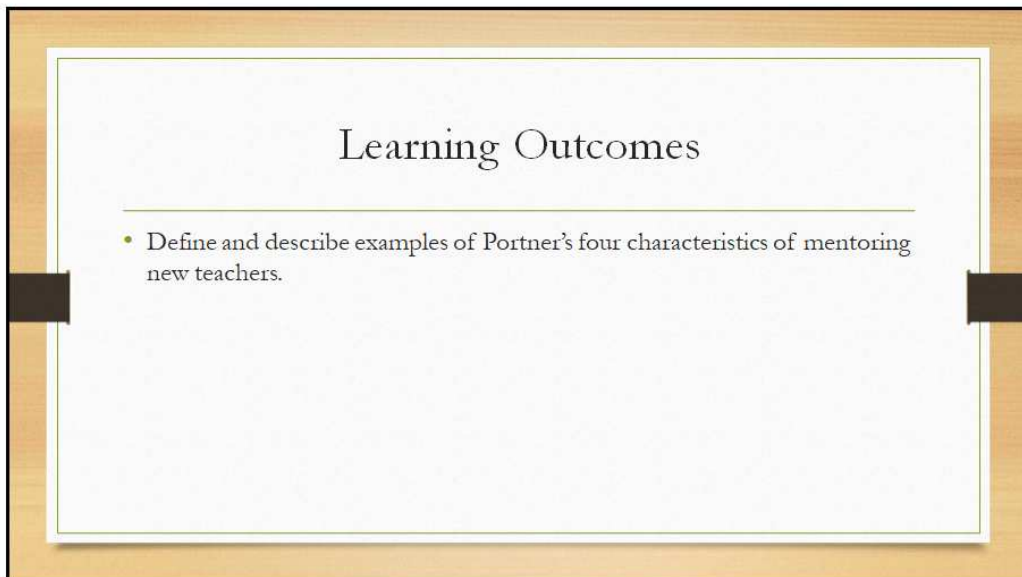 Learning Outcomes
• Define and describe examples of Portner’s four characteristics of mentoring
new teachers.